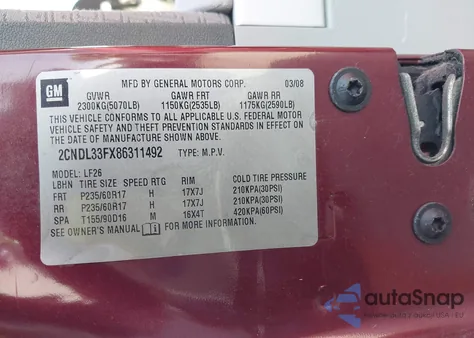 GM
MFD BY GENERAL MOTORS CORP. 03/08
GVWR GAWR FRT GAWR RR
2300KG(5070LB) 1150KG(2535LB) 1175KG(2590LB)
THIS VEHICLE CONFORMS TO ALL APPLICABLE U.S. FEDERAL MOTOR
VEHICLE SAFETY AND THEFT PREVENTION STANDARDS IN EFFECT ON THE
DATE OF MANUFACTURE SHOWN ABOVE.
2CNDL33FX86311492 TYPE: M.P.V.
MODEL: LF26
LBHN TIRE SIZE SPEED RTG RIM COLD TIRE PRESSURE
FRT P235/60R17 H 17X7J 210KPA(30PSI)
RR P235/60R17 H 17X7J 210KPA(30PSI)
SPA T155/90D16 M 16X4T 420KPA(60PSI)
SEE OWNER'S MANUAL FOR MORE INFORMATION
autoSnap